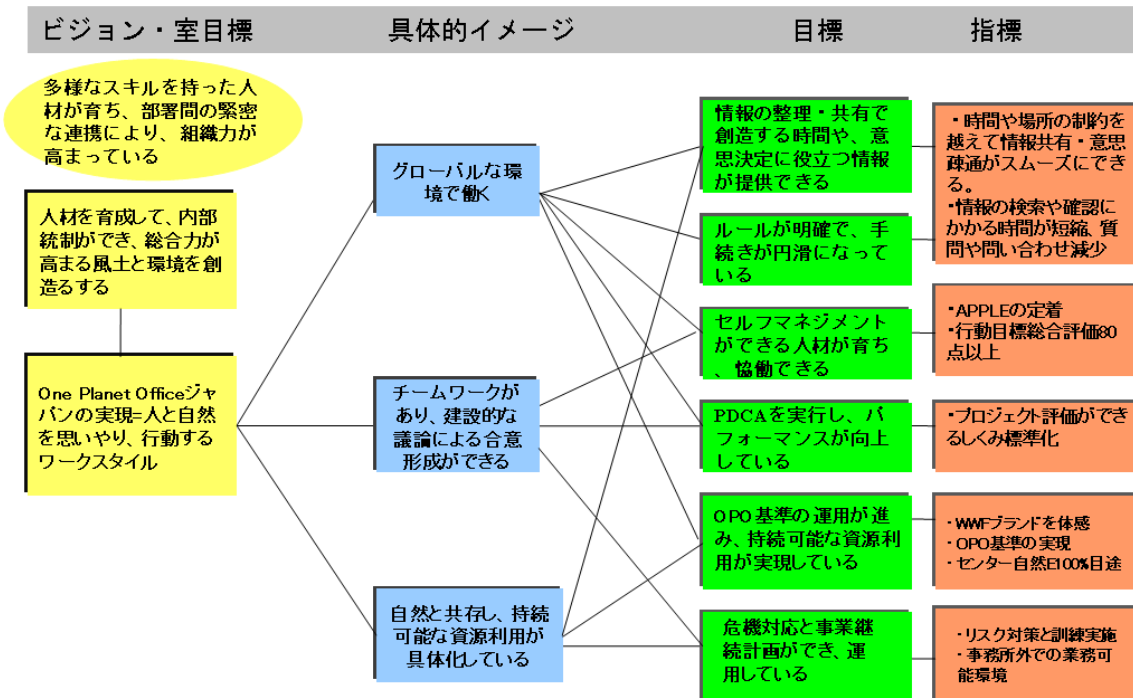 ビジョン・室目標
具体的イメージ
目標
指標
多様なスキルを持った人
材が育ち、部署間の緊密
な連携により、組織力が
高まっている
人材を育成して、内部
統制ができ、総合力が
高まる風土と環境を創
造るする
One Planet Officeジャ
パンの実現=人と自然
を思いやり、行動する
ワークスタイル
グローバルな環
境で働く
チームワークが
あり、建設的な
議論による合意
形成ができる
自然と共存し、持続
可能な資源利用が
具体化している
情報の整理・共有で
創造する時間や、意
思決定に役立つ情報
が提供できる
ルールが明確で、手
続きが円滑になって
いる
セルフマネジメント
ができる人材が育ち
、協働できる
PDCAを実行し、パ
フォーマンスが向上
している
OPO基準の運用が進
み、持続可能な資源利
用が実現している
危機対応と事業継
続計画ができ、運
用している
・時間や場所の制約を
越えて情報共有・意思
疎通がスムーズにでき
る。
・情報の検索や確認に
かかる時間が短縮、質
問や問い合わせ減少
・APPLEの定着
・行動目標総合評価80
点以上
・プロジェクト評価ができ
るしくみ標準化
・WWFブランドを体感
・OPO基準の実現
・センター自然E100%目途
・リスク対策と訓練実施
・事務所外での業務可
能環境